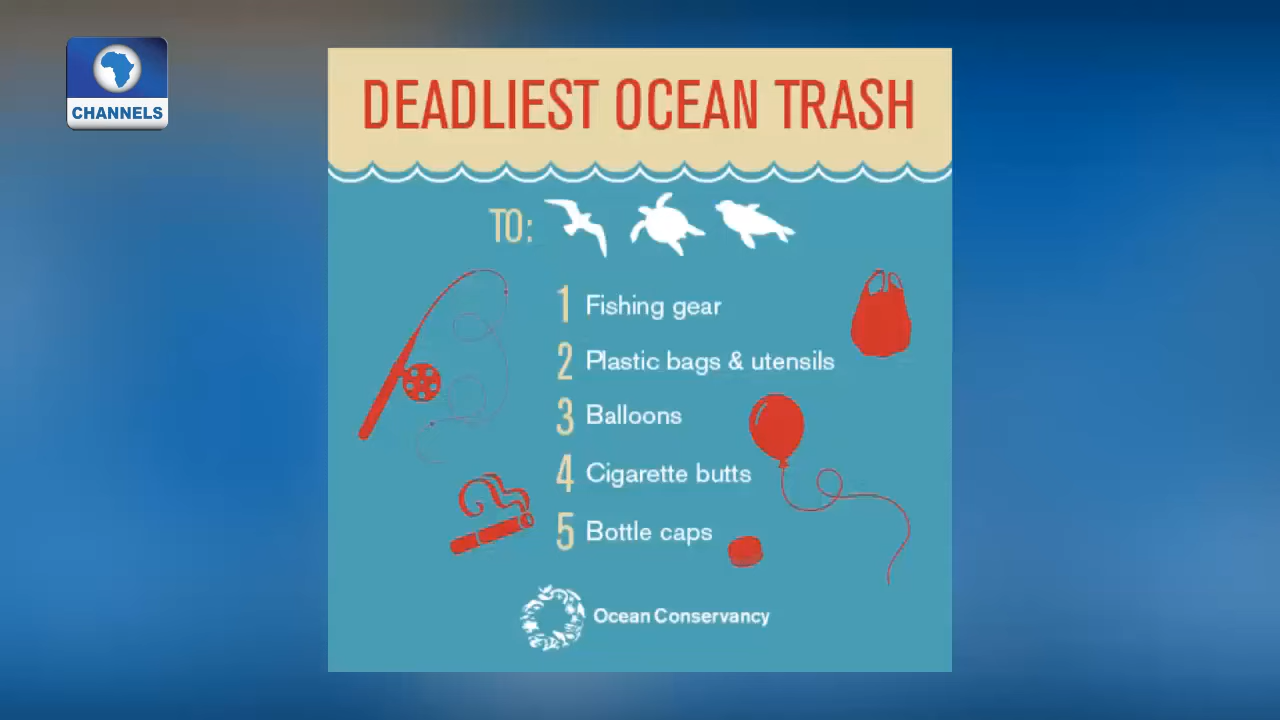 CHANNELS
DEADLIEST OCEAN TRASH
TO:
1 Fishing gear
2 Plastic bags & utensils
3 Balloons
4 Cigarette butts
5 Bottle caps
Ocean Conservancy